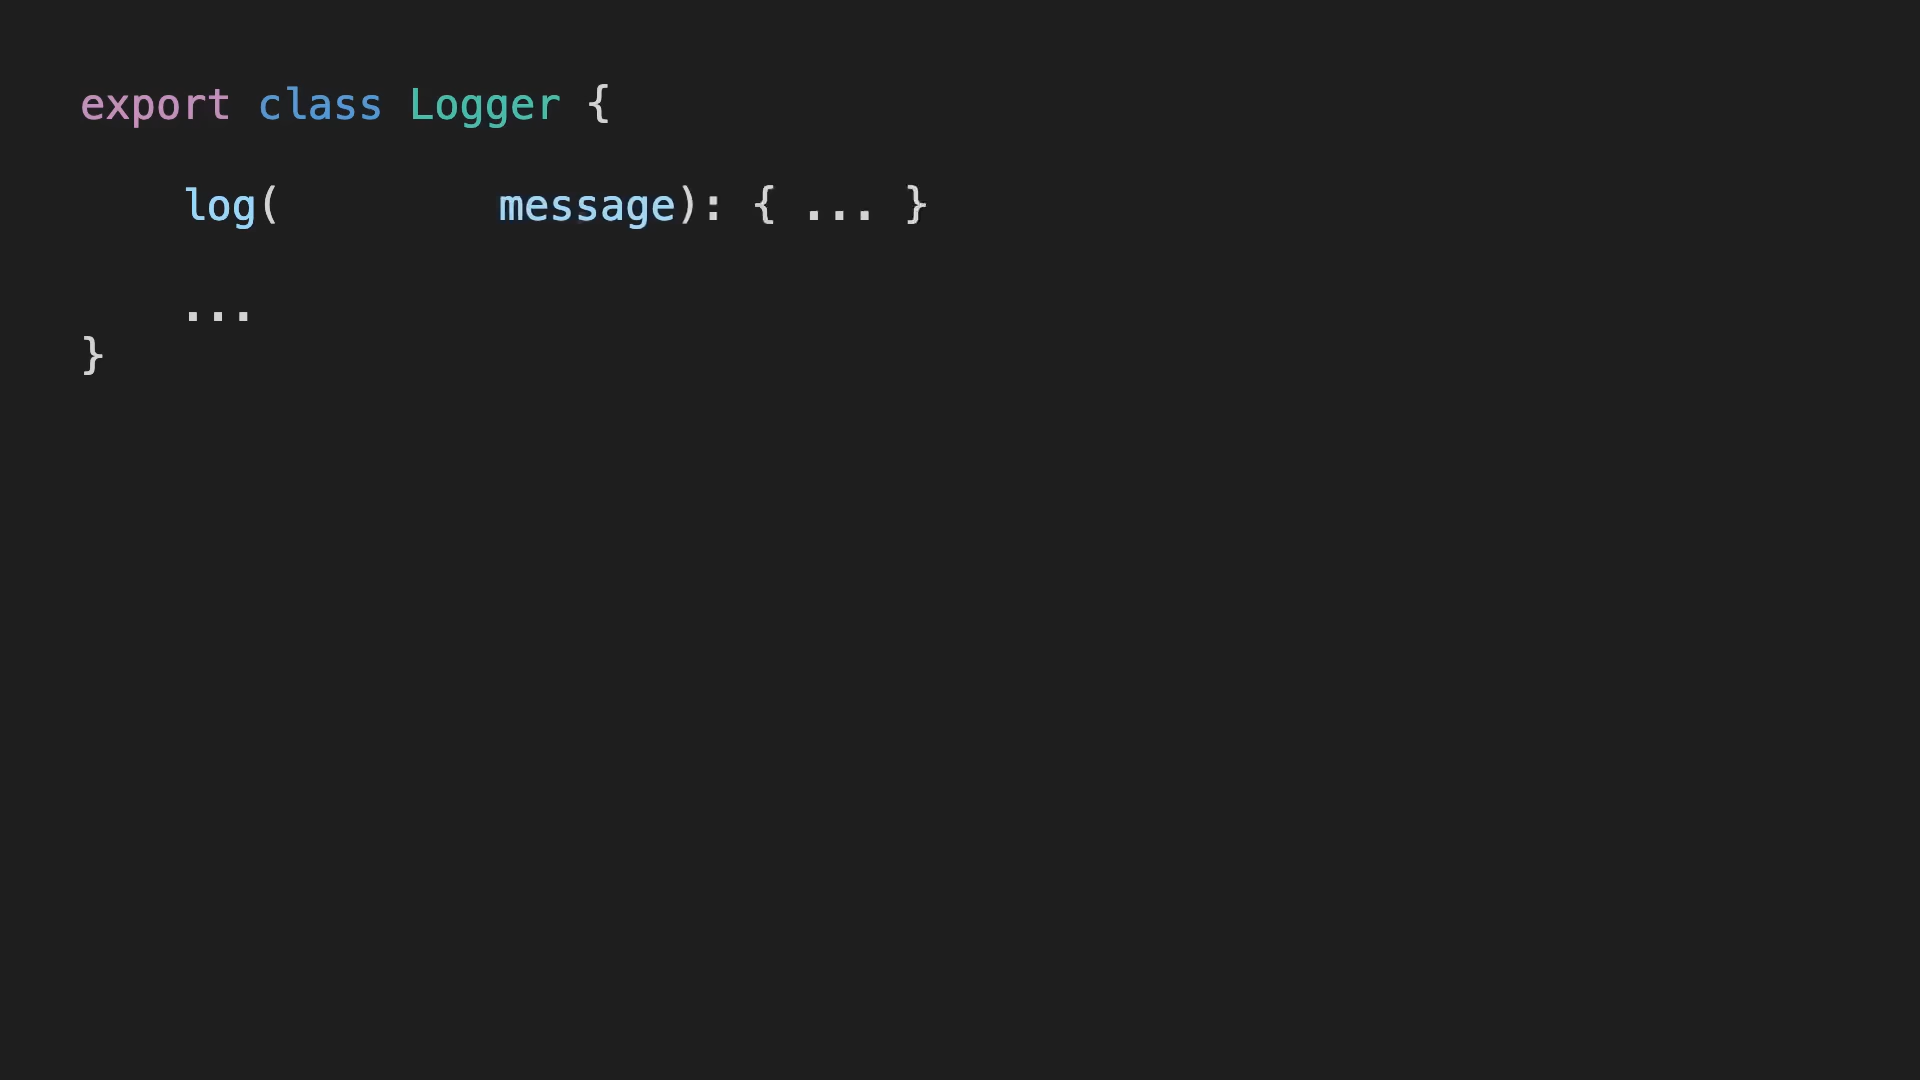 export class Logger {
    log(        message): { ... }
    ...
}